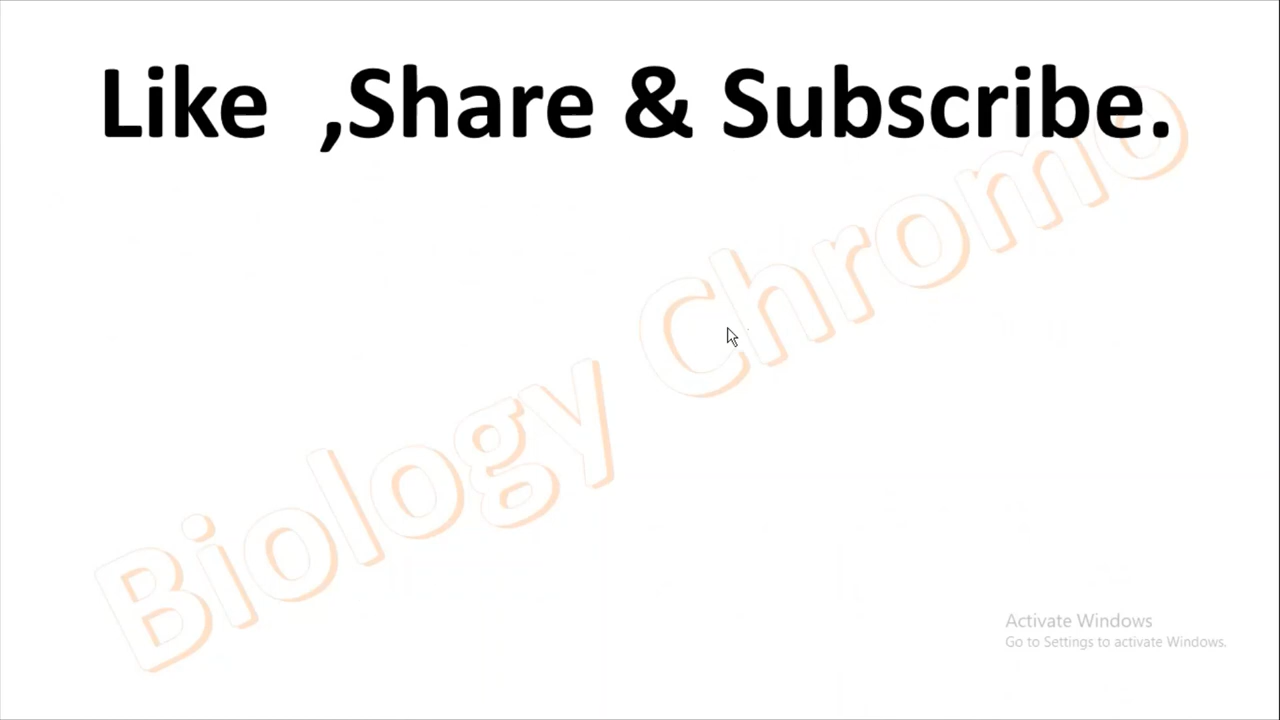 Like ,Share & Subscribe.
Biology Chromo
Activate Windows
Go to Settings to activate Windows.